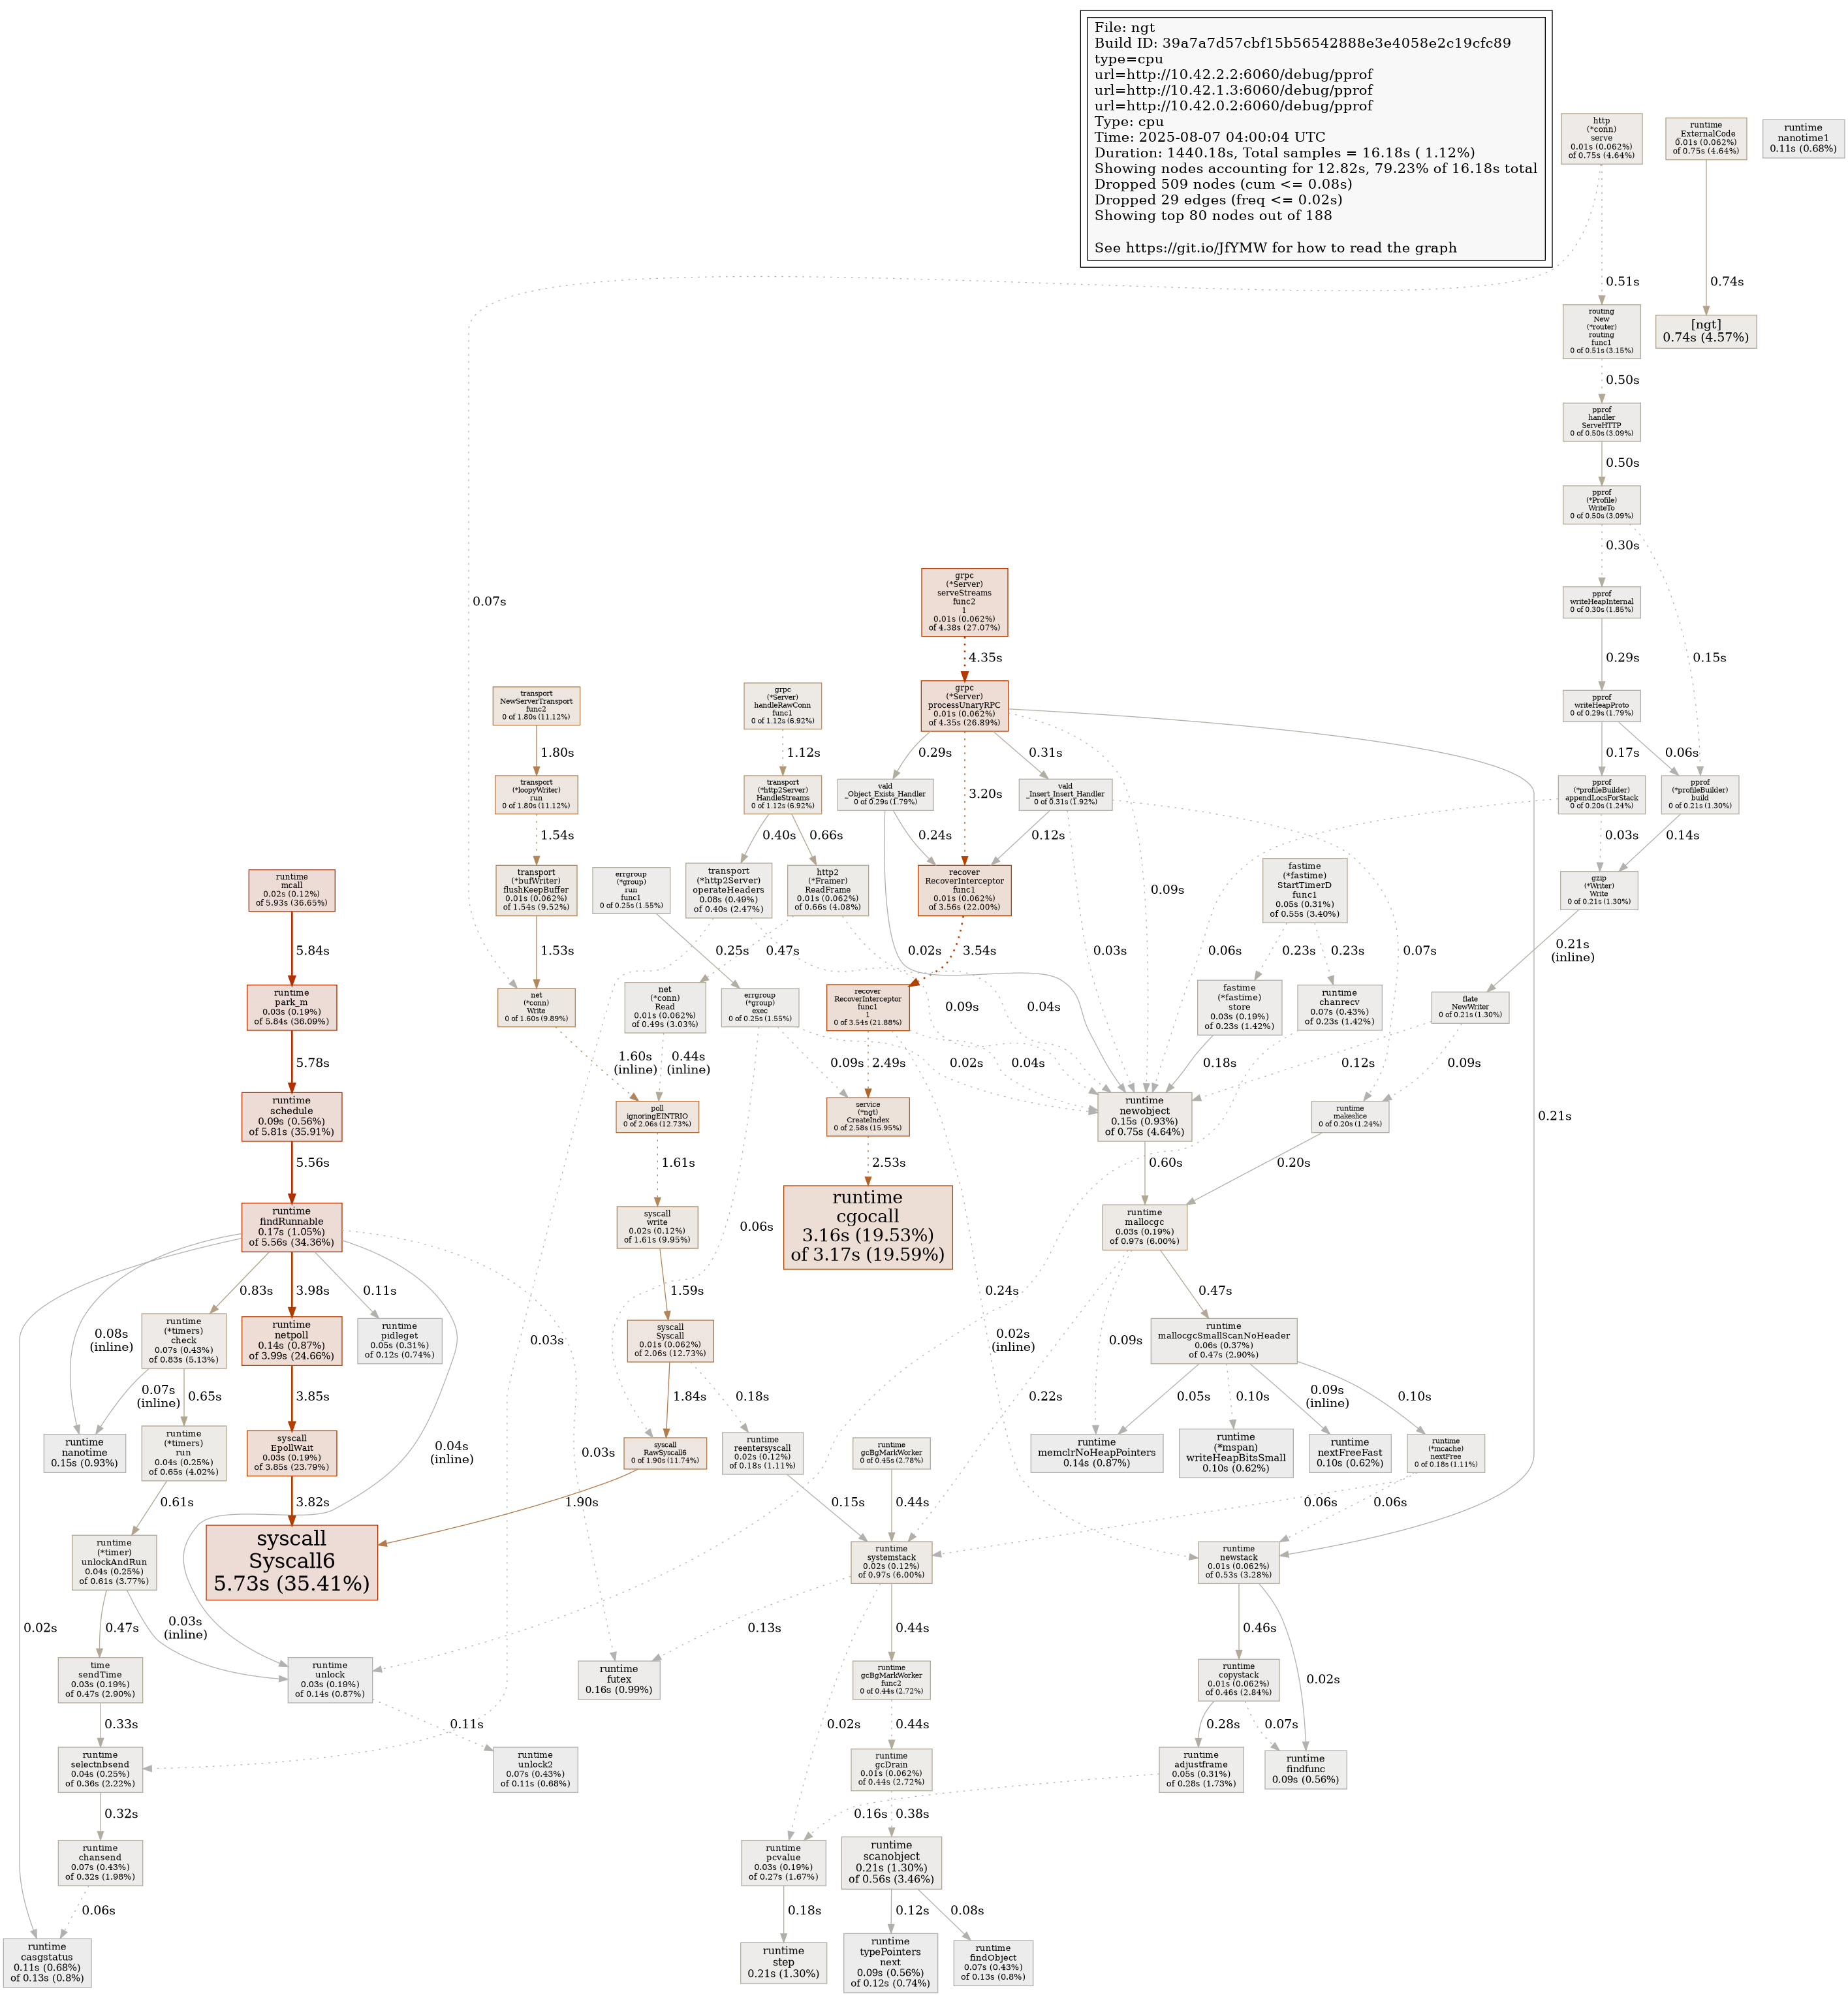 File: ngt
Build ID: 39a7a7d57cbf15b56542888e3e4058e2c19cfc89
type=cpu
url=http://10.42.2.2:6060/debug/pprof
url=http://10.42.1.3:6060/debug/pprof
url=http://10.42.0.2:6060/debug/pprof
Type: cpu
Time: 2025-08-07 04:00:04 UTC
Duration: 1440.18s, Total samples = 16.18s ( 1.12%)
Showing nodes accounting for 12.82s, 79.23% of 16.18s total
Dropped 509 nodes (cum <= 0.08s)
Dropped 29 edges (freq <= 0.02s)
Showing top 80 nodes out of 188
See https://git.io/JfYMW for how to read the graph
http
(*conn)
serve
0.01s (0.062%)
of 0.75s (4.64%)
runtime
_ExternalCode
0.01s (0.062%)
of 0.75s (4.64%)
runtime
nanotime1
0.11s (0.68%)
0.51s
0.74s
routing
New
(*router)
routing
func1
0 of 0.51s (3.15%)
[ngt]
0.74s (4.57%)
0.50s
pprof
handler
ServeHTTP
0 of 0.50s (3.09%)
0.50s
pprof
(*Profile)
WriteTo
0 of 0.50s (3.09%)
0.30s
0.07s
grpc
(*Server)
serveStreams
func2
1
0.01s (0.062%)
of 4.38s (27.07%)
pprof
writeHeapInternal
0 of 0.30s (1.85%)
4.35s
0.29s
0.15s
transport
NewServerTransport
func2
0 of 1.80s (11.12%)
grpc
(*Server)
handleRawConn
func1
0 of 1.12s (6.92%)
grpc
(*Server)
processUnaryRPC
0.01s (0.062%)
of 4.35s (26.89%)
pprof
writeHeapProto
0 of 0.29s (1.79%)
1.80s
1.12s
0.29s
0.31s
0.17s
0.06s
transport
(*loopyWriter)
run
0 of 1.80s (11.12%)
transport
(*http2Server)
HandleStreams
0 of 1.12s (6.92%)
vald
_Object_Exists_Handler
0 of 0.29s (1.79%)
3.20s
vald
_Insert_Insert_Handler
0 of 0.31s (1.92%)
pprof
(*profileBuilder)
appendLocsForStack
0 of 0.20s (1.24%)
pprof
(*profileBuilder)
build
0 of 0.21s (1.30%)
1.54s
0.40s
0.66s
0.24s
0.12s
0.03s
0.14s
runtime
mcall
0.02s (0.12%)
of 5.93s (36.65%)
transport
(*bufWriter)
flushKeepBuffer
0.01s (0.062%)
of 1.54s (9.52%)
errgroup
(*group)
run
func1
0 of 0.25s (1.55%)
transport
(*http2Server)
operateHeaders
0.08s (0.49%)
of 0.40s (2.47%)
http2
(*Framer)
ReadFrame
0.01s (0.062%)
of 0.66s (4.08%)
recover
RecoverInterceptor
func1
0.01s (0.062%)
of 3.56s (22.00%)
0.09s
fastime
(*fastime)
StartTimerD
func1
0.05s (0.31%)
of 0.55s (3.40%)
gzip
(*Writer)
Write
0 of 0.21s (1.30%)
5.84s
1.53s
0.25s
0.47s
0.02s
3.54s
0.03s
0.06s
0.23s
0.23s
0.07s
0.21s
(inline)
runtime
park_m
0.03s (0.19%)
of 5.84s (36.09%)
net
(*conn)
Write
0 of 1.60s (9.89%)
net
(*conn)
Read
0.01s (0.062%)
of 0.49s (3.03%)
errgroup
(*group)
exec
0 of 0.25s (1.55%)
recover
RecoverInterceptor
func1
1
0 of 3.54s (21.88%)
0.09s
0.04s
fastime
(*fastime)
store
0.03s (0.19%)
of 0.23s (1.42%)
runtime
chanrecv
0.07s (0.43%)
of 0.23s (1.42%)
flate
NewWriter
0 of 0.21s (1.30%)
5.78s
1.60s
(inline)
0.44s
(inline)
0.09s
2.49s
0.02s
0.04s
0.18s
0.12s
0.09s
runtime
schedule
0.09s (0.56%)
of 5.81s (35.91%)
poll
ignoringEINTRIO
0 of 2.06s (12.73%)
service
(*ngt)
CreateIndex
0 of 2.58s (15.95%)
runtime
newobject
0.15s (0.93%)
of 0.75s (4.64%)
runtime
makeslice
0 of 0.20s (1.24%)
0.21s
5.56s
1.61s
2.53s
0.60s
0.20s
runtime
findRunnable
0.17s (1.05%)
of 5.56s (34.36%)
syscall
write
0.02s (0.12%)
of 1.61s (9.95%)
0.06s
runtime
cgocall
3.16s (19.53%)
of 3.17s (19.59%)
runtime
mallocgc
0.03s (0.19%)
of 0.97s (6.00%)
0.83s
3.98s
0.11s
1.59s
0.24s
0.47s
0.08s
(inline)
runtime
(*timers)
check
0.07s (0.43%)
of 0.83s (5.13%)
runtime
netpoll
0.14s (0.87%)
of 3.99s (24.66%)
runtime
pidleget
0.05s (0.31%)
of 0.12s (0.74%)
0.03s
syscall
Syscall
0.01s (0.062%)
of 2.06s (12.73%)
0.02s
(inline)
0.09s
runtime
mallocgcSmallScanNoHeader
0.06s (0.37%)
of 0.47s (2.90%)
0.07s
(inline)
0.65s
3.85s
1.84s
0.18s
0.22s
0.05s
0.10s
0.09s
(inline)
0.10s
runtime
nanotime
0.15s (0.93%)
runtime
(*timers)
run
0.04s (0.25%)
of 0.65s (4.02%)
syscall
EpollWait
0.03s (0.19%)
of 3.85s (23.79%)
0.04s
(inline)
0.03s
syscall
RawSyscall6
0 of 1.90s (11.74%)
runtime
reentersyscall
0.02s (0.12%)
of 0.18s (1.11%)
runtime
gcBgMarkWorker
0 of 0.45s (2.78%)
runtime
memclrNoHeapPointers
0.14s (0.87%)
runtime
(*mspan)
writeHeapBitsSmall
0.10s (0.62%)
runtime
nextFreeFast
0.10s (0.62%)
runtime
(*mcache)
nextFree
0 of 0.18s (1.11%)
0.61s
3.82s
1.90s
0.15s
0.44s
0.06s
0.06s
runtime
(*timer)
unlockAndRun
0.04s (0.25%)
of 0.61s (3.77%)
syscall
Syscall6
5.73s (35.41%)
runtime
systemstack
0.02s (0.12%)
of 0.97s (6.00%)
runtime
newstack
0.01s (0.062%)
of 0.53s (3.28%)
0.02s
0.47s
0.03s
(inline)
0.13s
0.44s
0.46s
time
sendTime
0.03s (0.19%)
of 0.47s (2.90%)
runtime
unlock
0.03s (0.19%)
of 0.14s (0.87%)
runtime
futex
0.16s (0.99%)
runtime
gcBgMarkWorker
func2
0 of 0.44s (2.72%)
runtime
copystack
0.01s (0.062%)
of 0.46s (2.84%)
0.02s
0.33s
0.11s
0.02s
0.44s
0.28s
0.07s
runtime
selectnbsend
0.04s (0.25%)
of 0.36s (2.22%)
runtime
unlock2
0.07s (0.43%)
of 0.11s (0.68%)
runtime
gcDrain
0.01s (0.062%)
of 0.44s (2.72%)
runtime
adjustframe
0.05s (0.31%)
of 0.28s (1.73%)
runtime
findfunc
0.09s (0.56%)
0.32s
0.16s
0.38s
runtime
chansend
0.07s (0.43%)
of 0.32s (1.98%)
runtime
pcvalue
0.03s (0.19%)
of 0.27s (1.67%)
runtime
scanobject
0.21s (1.30%)
of 0.56s (3.46%)
0.06s
0.18s
0.12s
0.08s
runtime
casgstatus
0.11s (0.68%)
of 0.13s (0.8%)
runtime
step
0.21s (1.30%)
runtime
typePointers
next
0.09s (0.56%)
of 0.12s (0.74%)
runtime
findObject
0.07s (0.43%)
of 0.13s (0.8%)